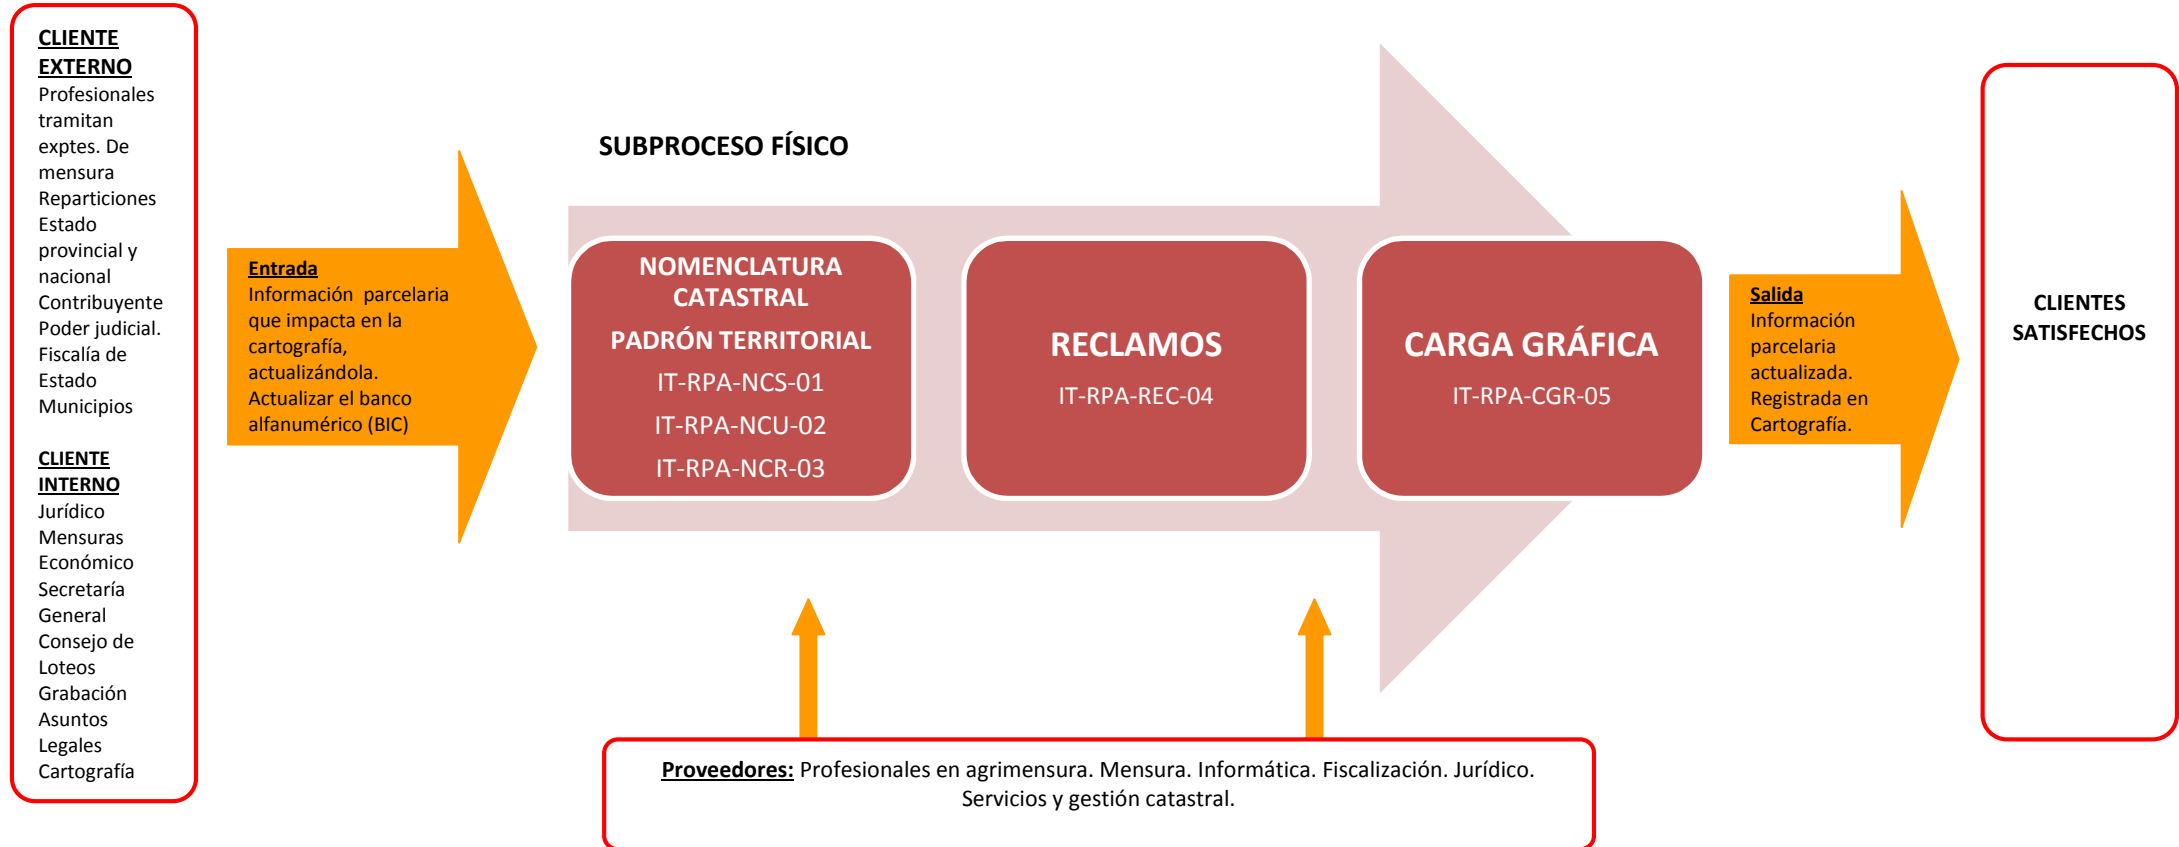 CLIENTE
EXTERNO
Profesionales
tramitan
exptes. De
mensura
Reparticiones
Estado
provincial y
nacional
Contribuyente
Poder judicial.
Fiscalía de
Estado
Municipios
CLIENTE
INTERNO
Jurídico
Mensuras
Económico
Secretaría
General
Consejo de
Loteos
Grabación
Asuntos
Legales
Cartografía
Entrada
Información parcelaria
que impacta en la
cartografía,
actualizándola.
Actualizar el banco
alfanumérico (BIC)
SUBPROCESO FÍSICO
NOMENCLATURA
CATASTRAL
PADRÓN TERRITORIAL
IT-RPA-NCS-01
IT-RPA-NCU-02
IT-RPA-NCR-03
RECLAMOS
IT-RPA-REC-04
CARGA GRÁFICA
IT-RPA-CGR-05
Salida
Información
parcelaria
actualizada.
Registrada en
Cartografía.
CLIENTES
SATISFECHOS
Proveedores: Profesionales en agrimensura. Mensura. Informática. Fiscalización. Jurídico.
Servicios y gestión catastral.